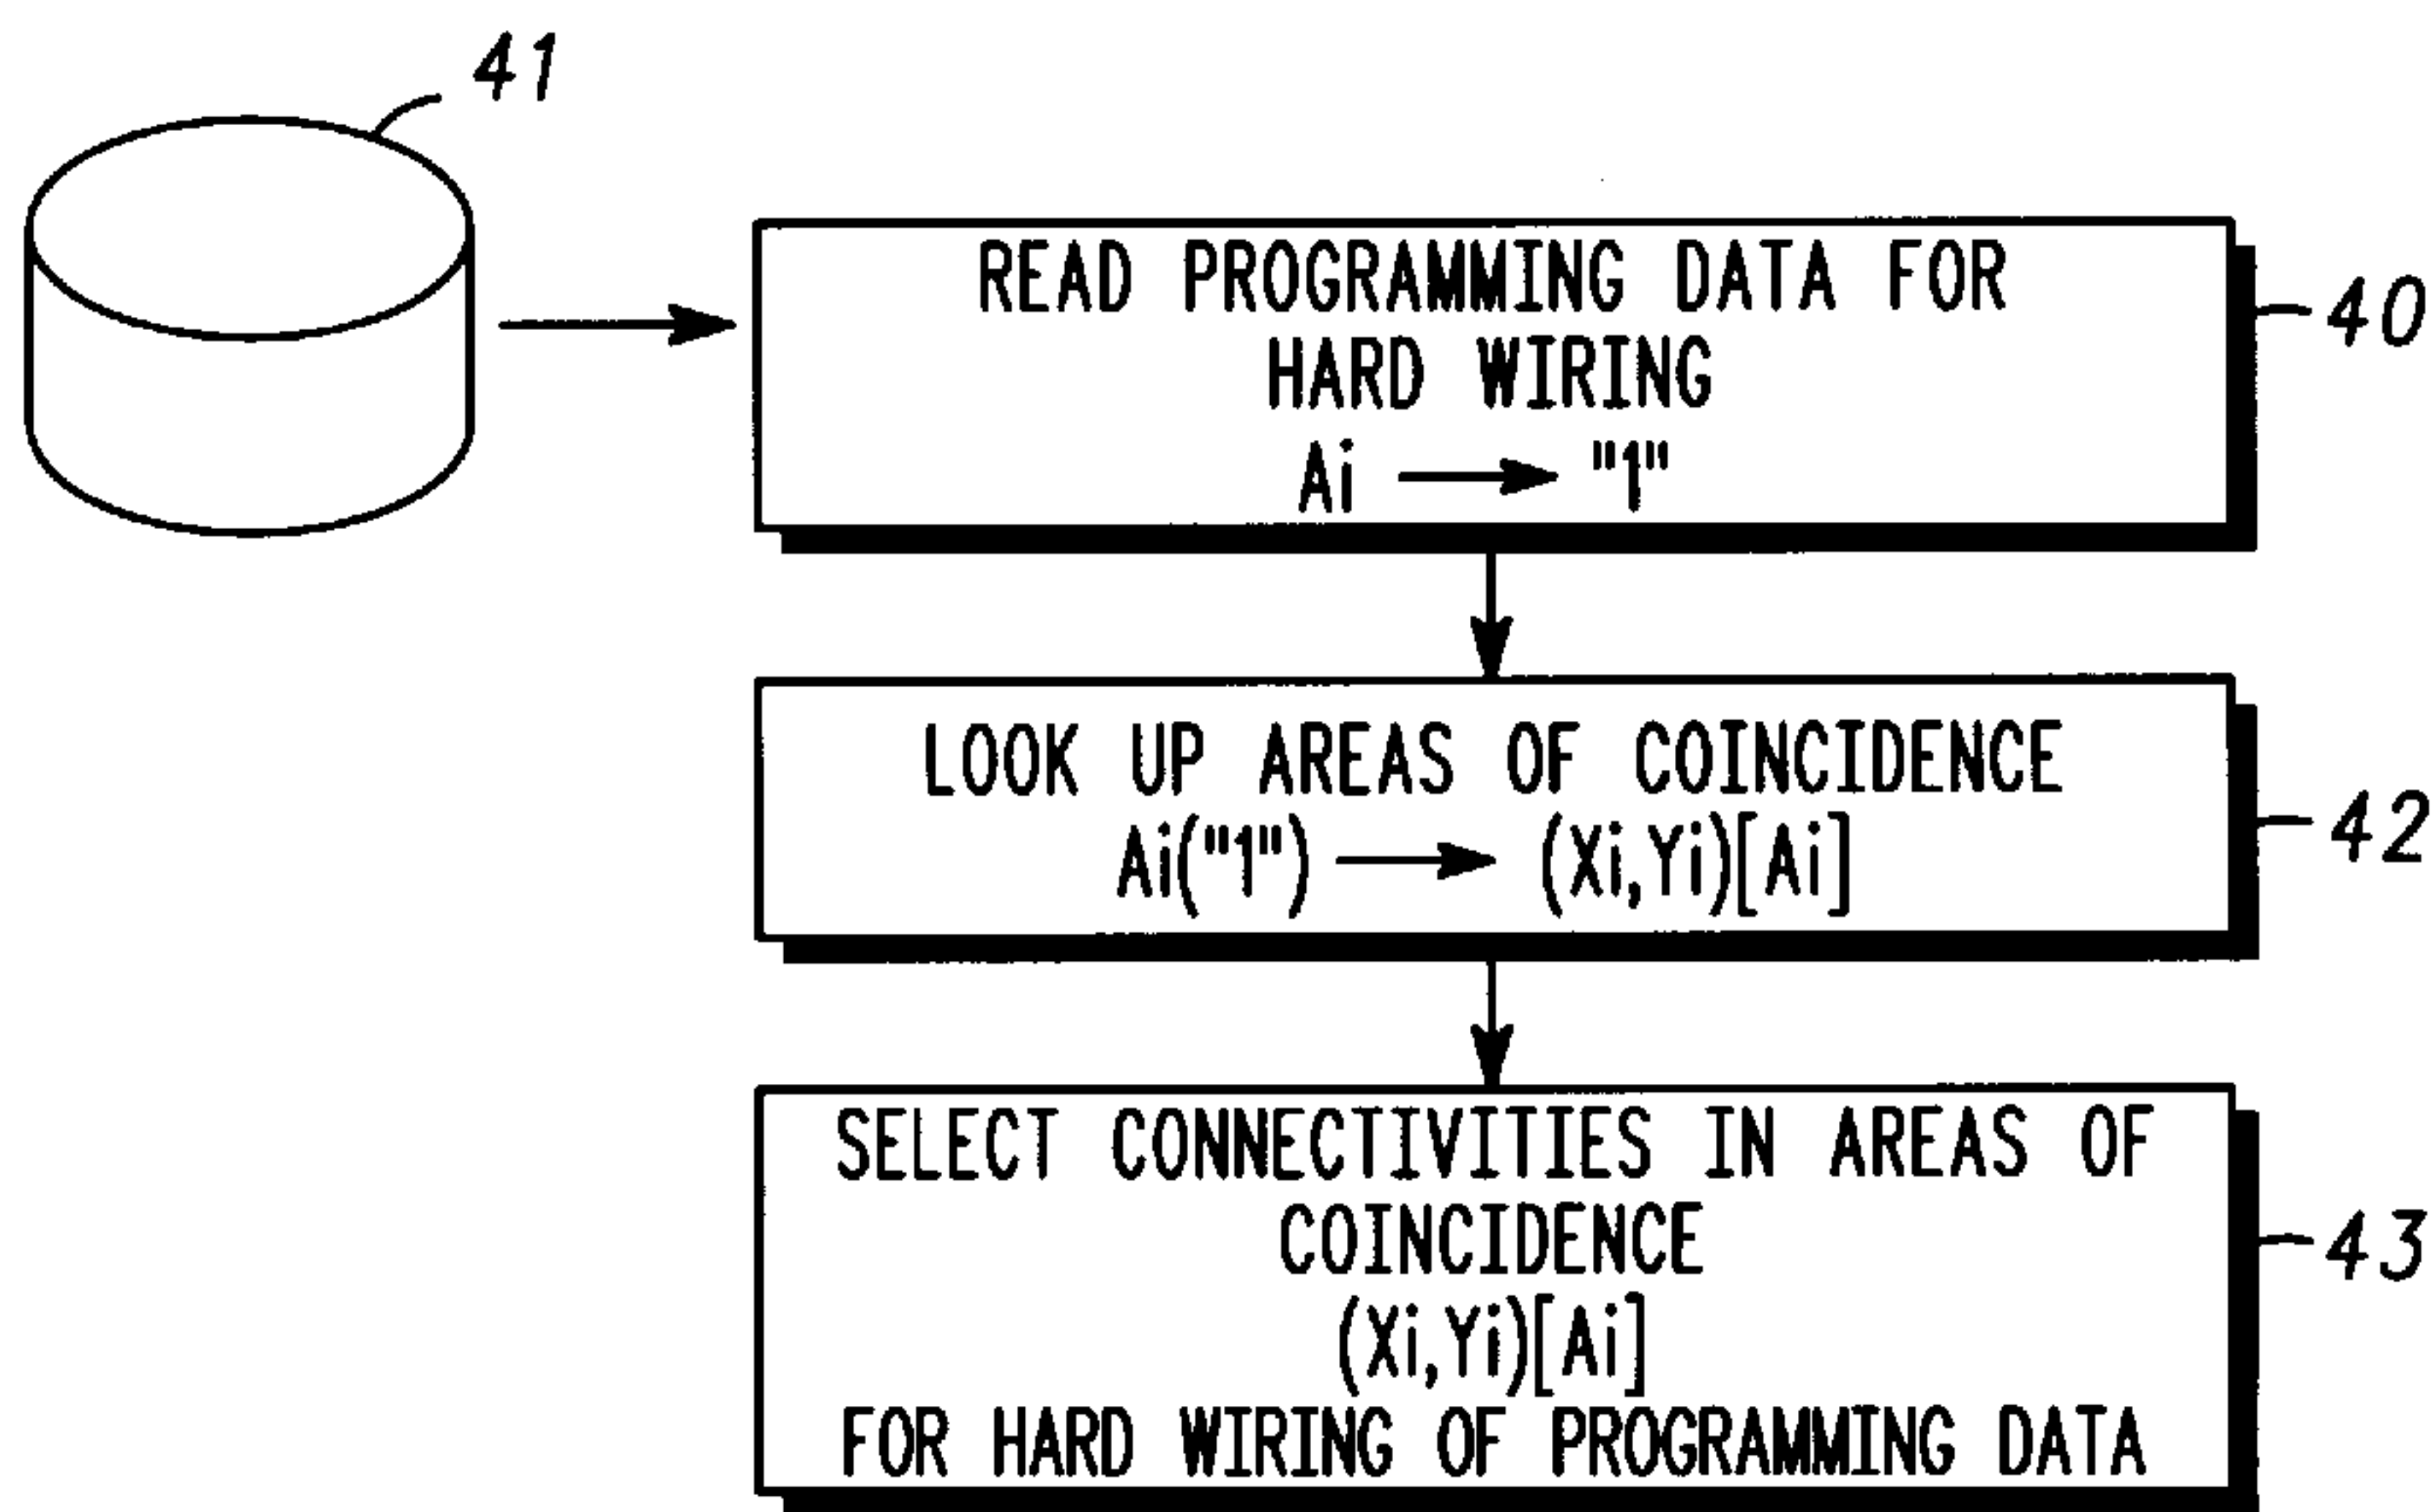 41
READ PROGRAMMING DATA FOR
HARD WIRING
Ai → "1"
40
LOOK UP AREAS OF COINCIDENCE
Ai("1") → (Xi,Yi)[Ai]
42
SELECT CONNECTIVITIES IN AREAS OF
COINCIDENCE
(Xi,Yi)[Ai]
FOR HARD WIRING OF PROGRAMMING DATA
43